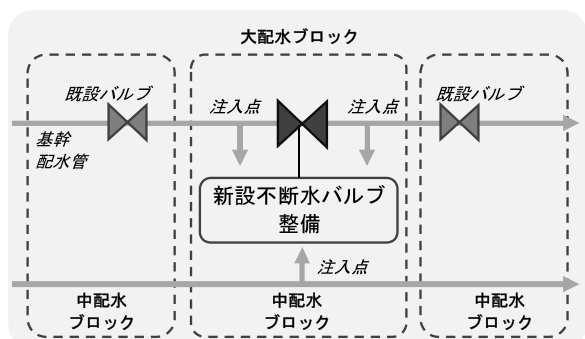 大配水ブロック
既設バルブ
注入点
注入点
既設バルブ
基幹
配水管
新設不断水バルブ
整備
注入点
中配水
ブロック
中配水
ブロック
中配水
ブロック